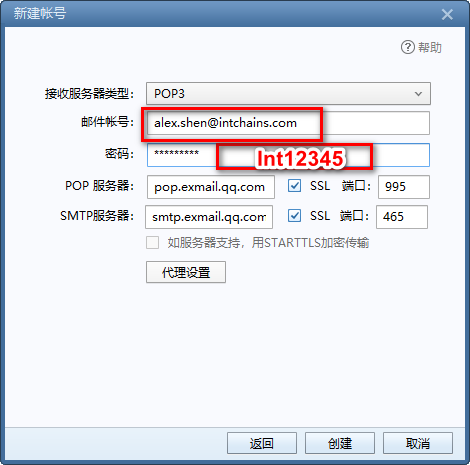 新建帐号
帮助
接收服务器类型： POP3
邮件帐号： alex.shen@intchains.com
密码： ********* Int12345
POP 服务器： pop.exmail.qq.com SSL 端口： 995
SMTP服务器： smtp.exmail.qq.com SSL 端口： 465
如服务器支持，用STARTTLS加密传输
代理设置
返回 创建 取消